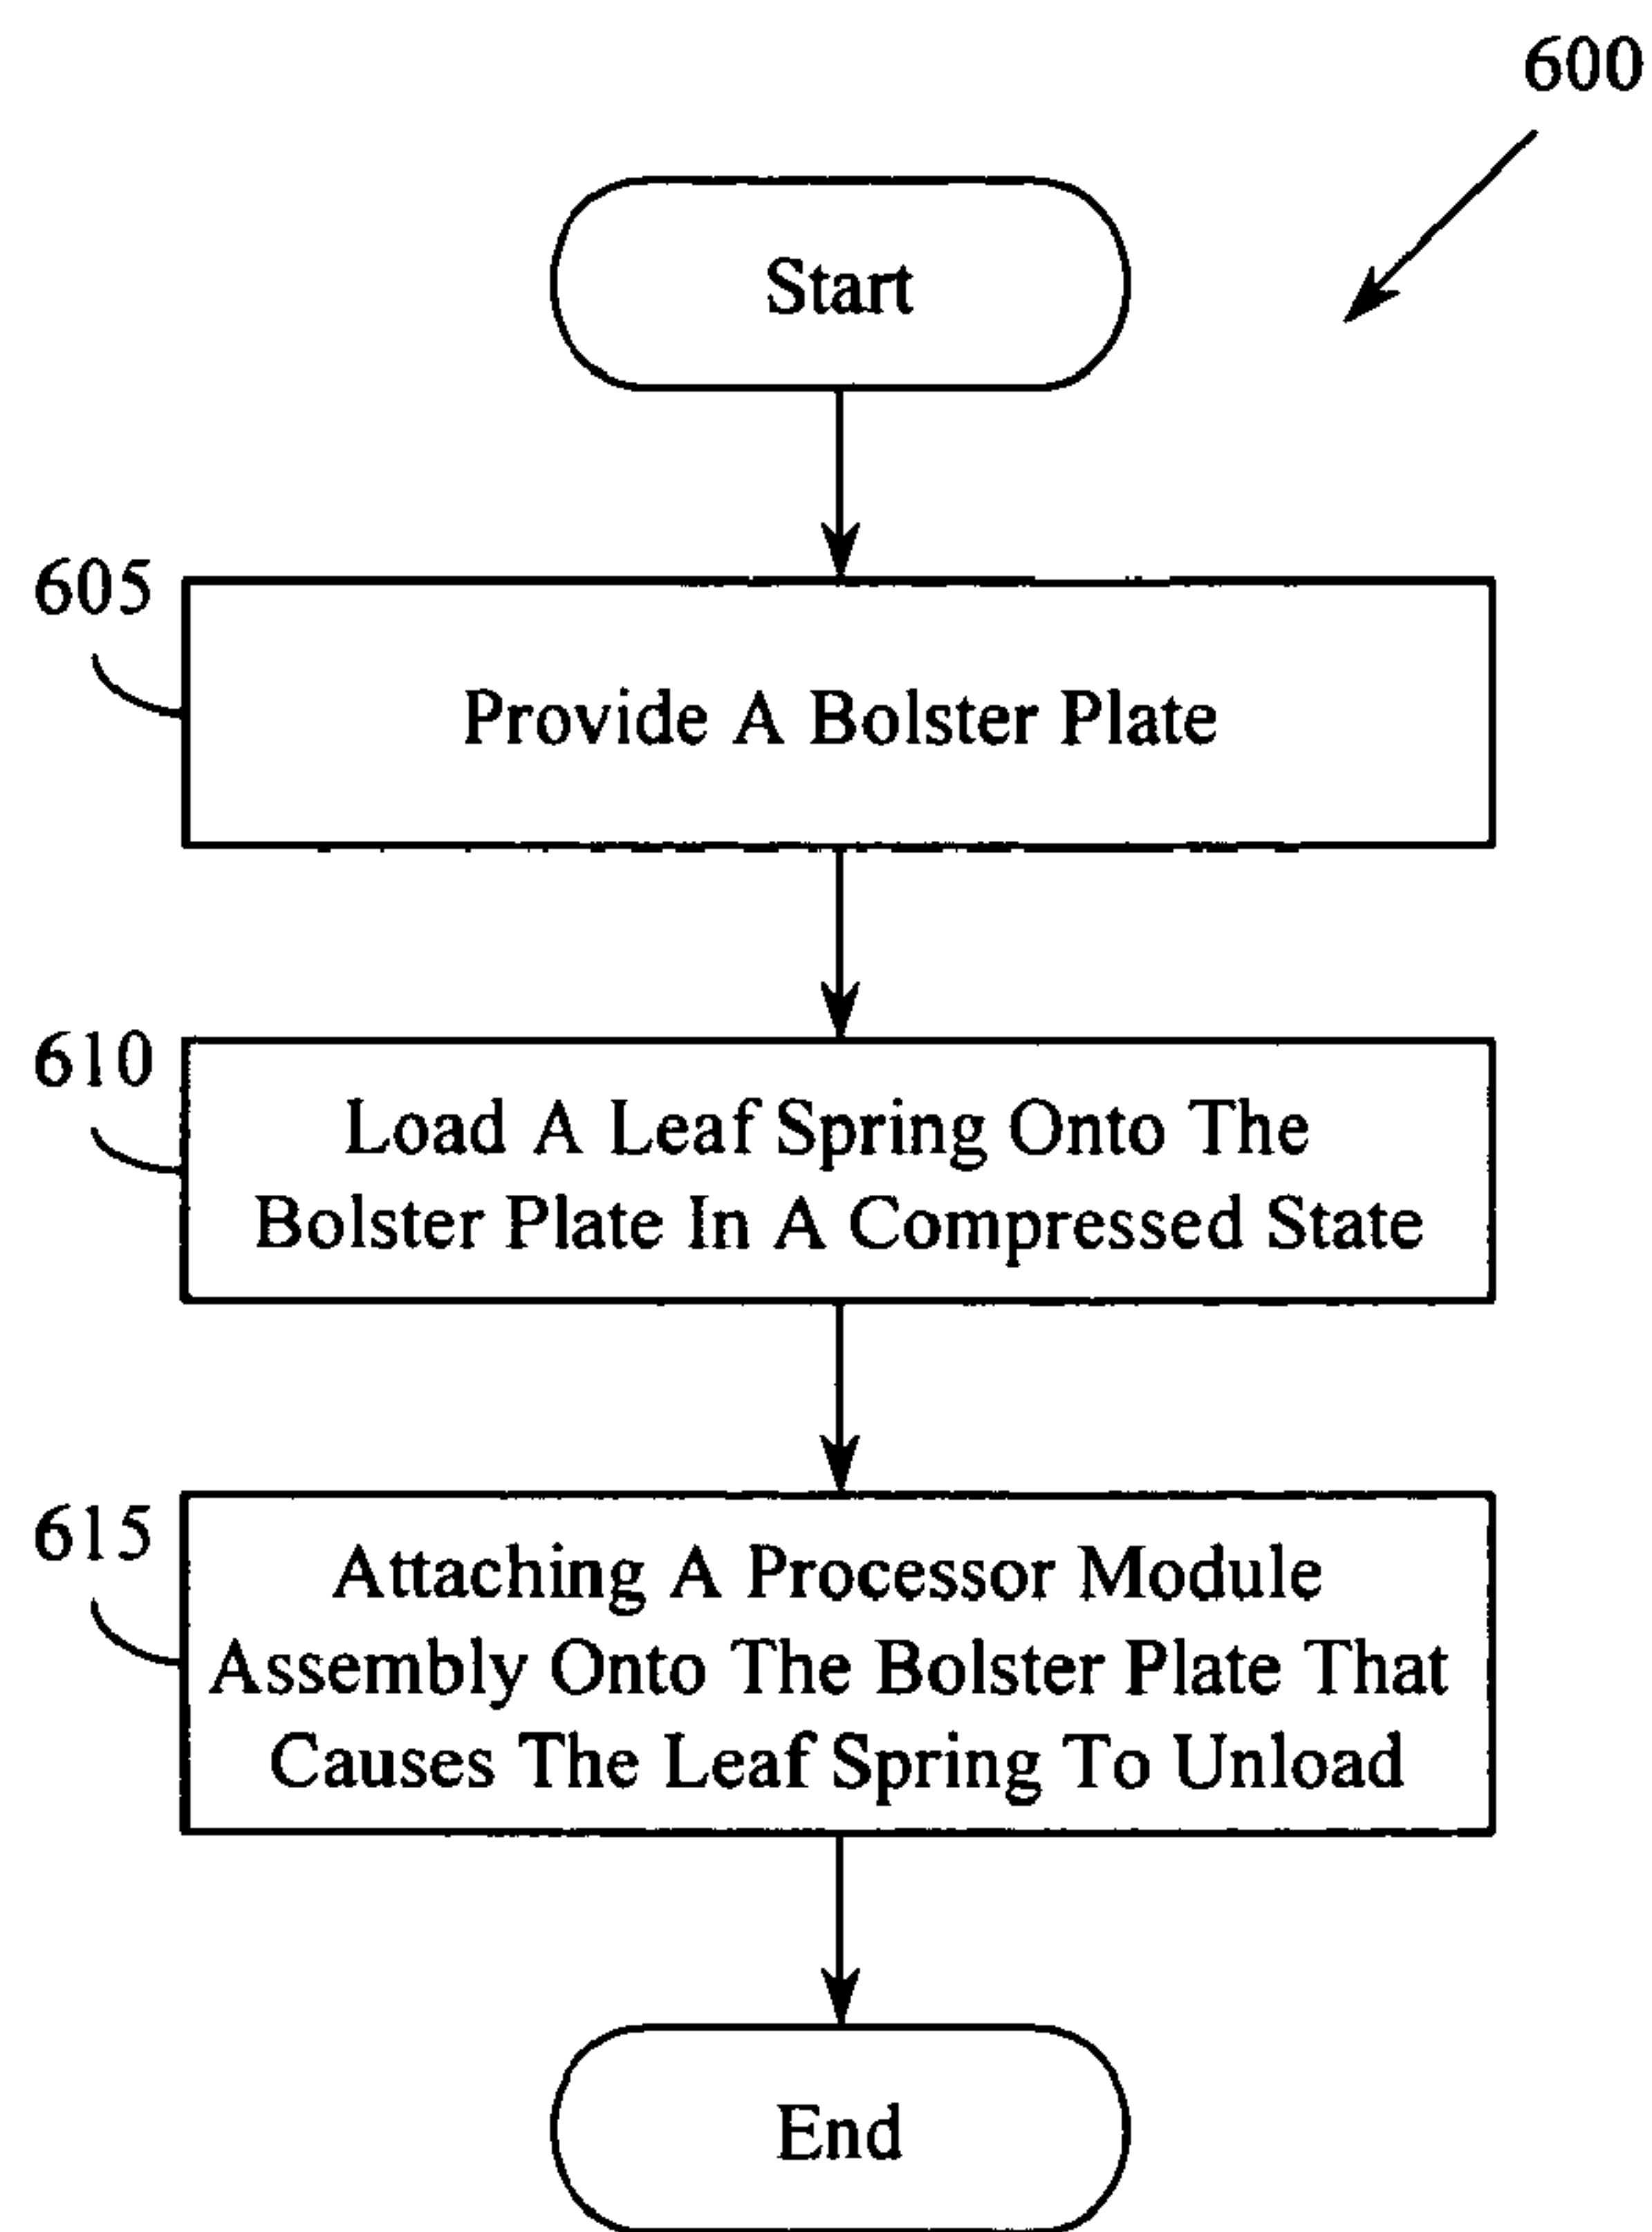 600
Start
605
Provide A Bolster Plate
610
Load A Leaf Spring Onto The
Bolster Plate In A Compressed State
615
Attaching A Processor Module
Assembly Onto The Bolster Plate That
Causes The Leaf Spring To Unload
End